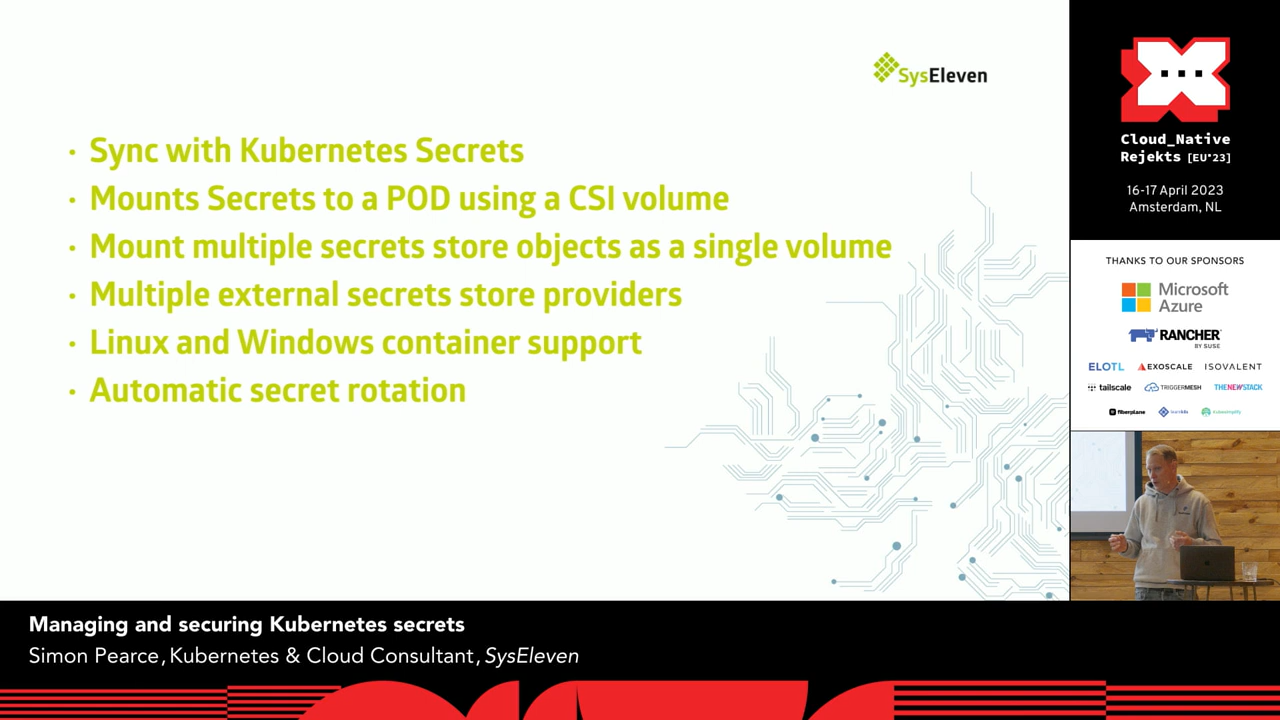 SysEleven
• Sync with Kubernetes Secrets
• Mounts Secrets to a POD using a CSI volume
• Mount multiple secrets store objects as a single volume
• Multiple external secrets store providers
• Linux and Windows container support
• Automatic secret rotation
Cloud_Native
Rejekts [EU'23]
16-17 April 2023
Amsterdam, NL
THANKS TO OUR SPONSORS
Microsoft
Azure
RANCHER
BY SUSE
ELOTL EXOSCALE ISOVALENT
tailscale TRIGGERMESH THENEWSTACK
fiberplane kubesimplify
Managing and securing Kubernetes secrets
Simon Pearce, Kubernetes & Cloud Consultant, SysEleven